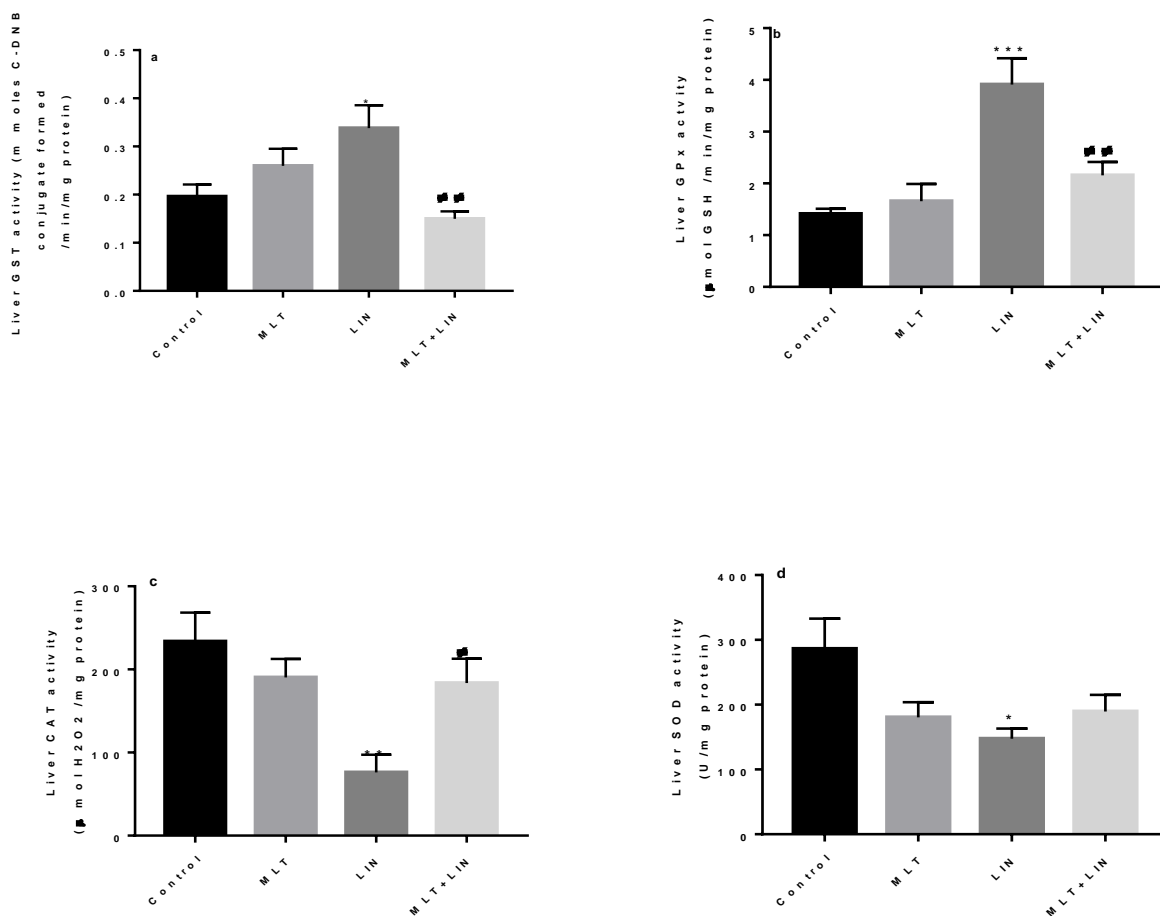 a
Liver GST activity (m moles C-DNB
conjugate formed
/min/mg protein)
0.5
0.4
0.3
0.2
0.1
0.0
*
Control
MLT
LIN
MLT+LIN
b
Liver GPx actvity
mol GSH /min/mg protein)
5
4
3
2
1
0
***
Control
MLT
LIN
MLT+LIN
c
Liver CAT activity
mol H2O2 /mg protein)
300
200
100
0
**
Control
MLT
LIN
MLT+LIN
d
Liver SOD activity
(U/mg protein)
400
300
200
100
0
*
Control
MLT
LIN
MLT+LIN